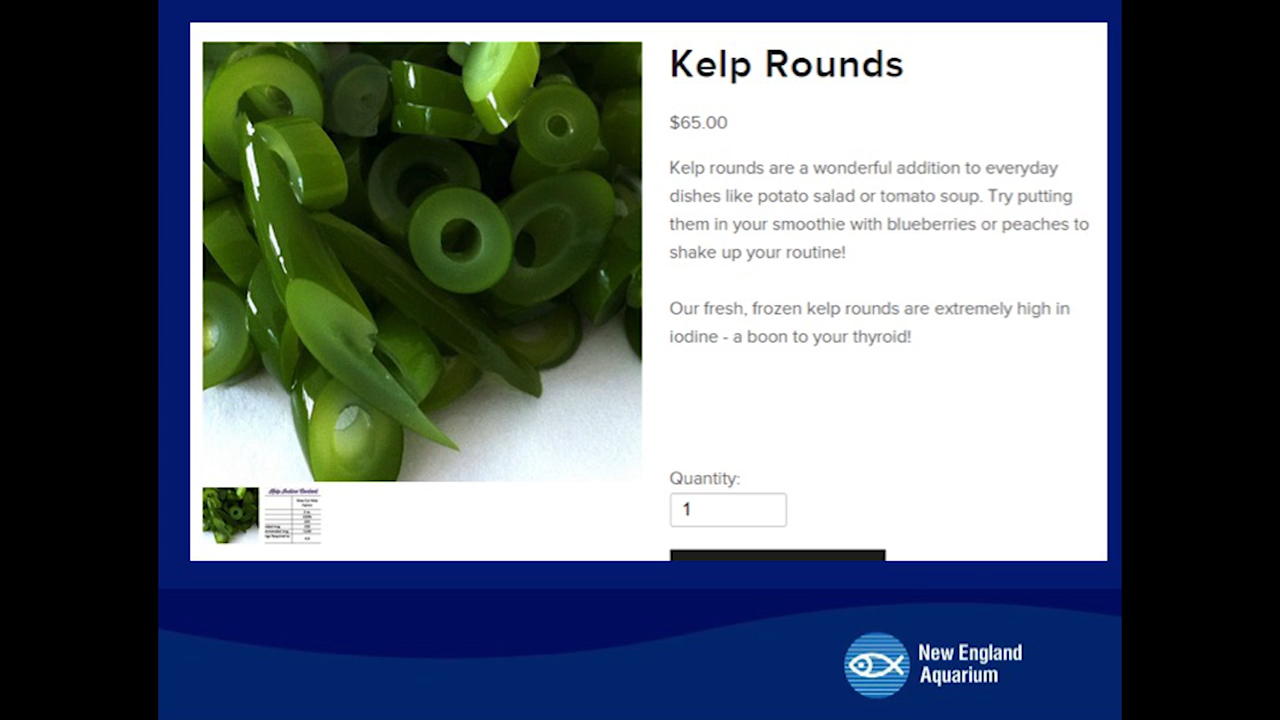 Kelp Rounds
$65.00
Kelp rounds are a wonderful addition to everyday
dishes like potato salad or tomato soup. Try putting
them in your smoothie with blueberries or peaches to
shake up your routine!
Our fresh, frozen kelp rounds are extremely high in
iodine - a boon to your thyroid!
Quantity:
1
New England
Aquarium